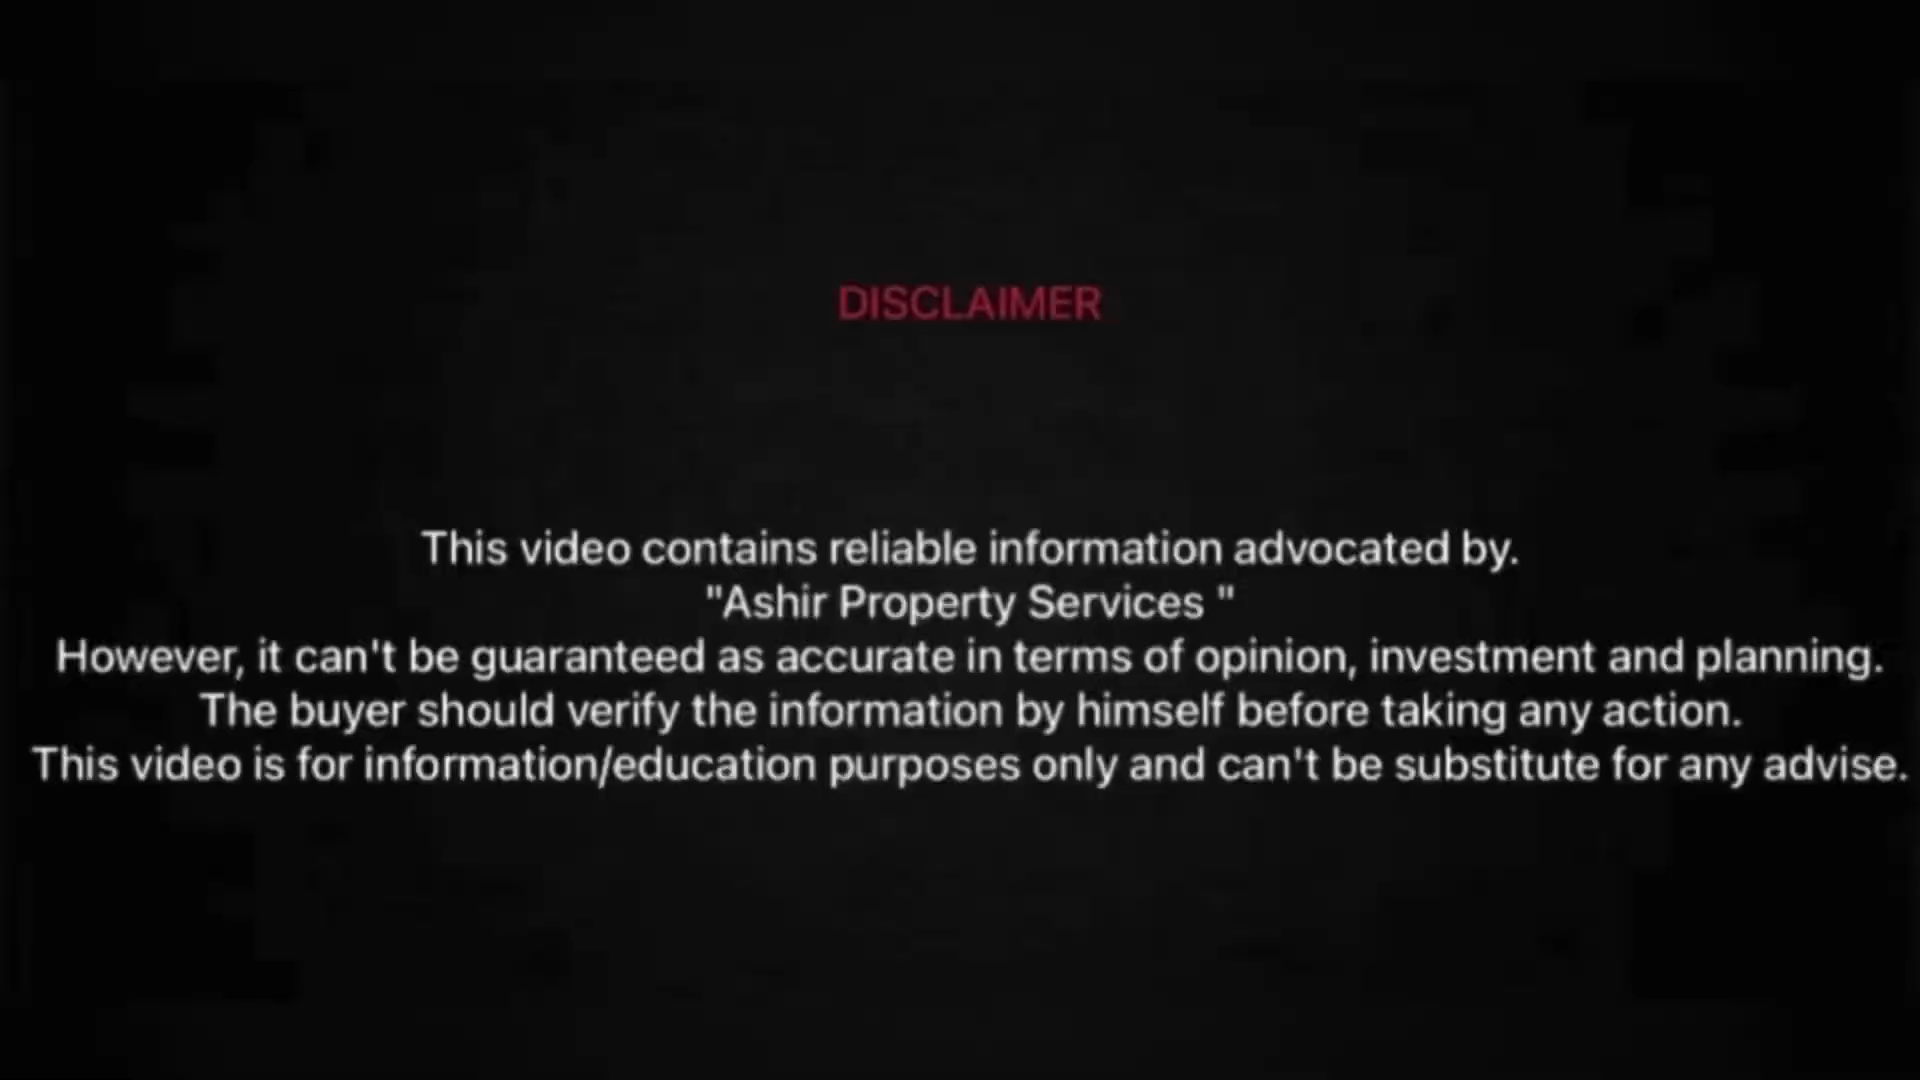 DISCLAIMER
This video contains reliable information advocated by.
"Ashir Property Services "
However, it can't be guaranteed as accurate in terms of opinion, investment and planning.
The buyer should verify the information by himself before taking any action.
This video is for information/education purposes only and can't be substitute for any advise.